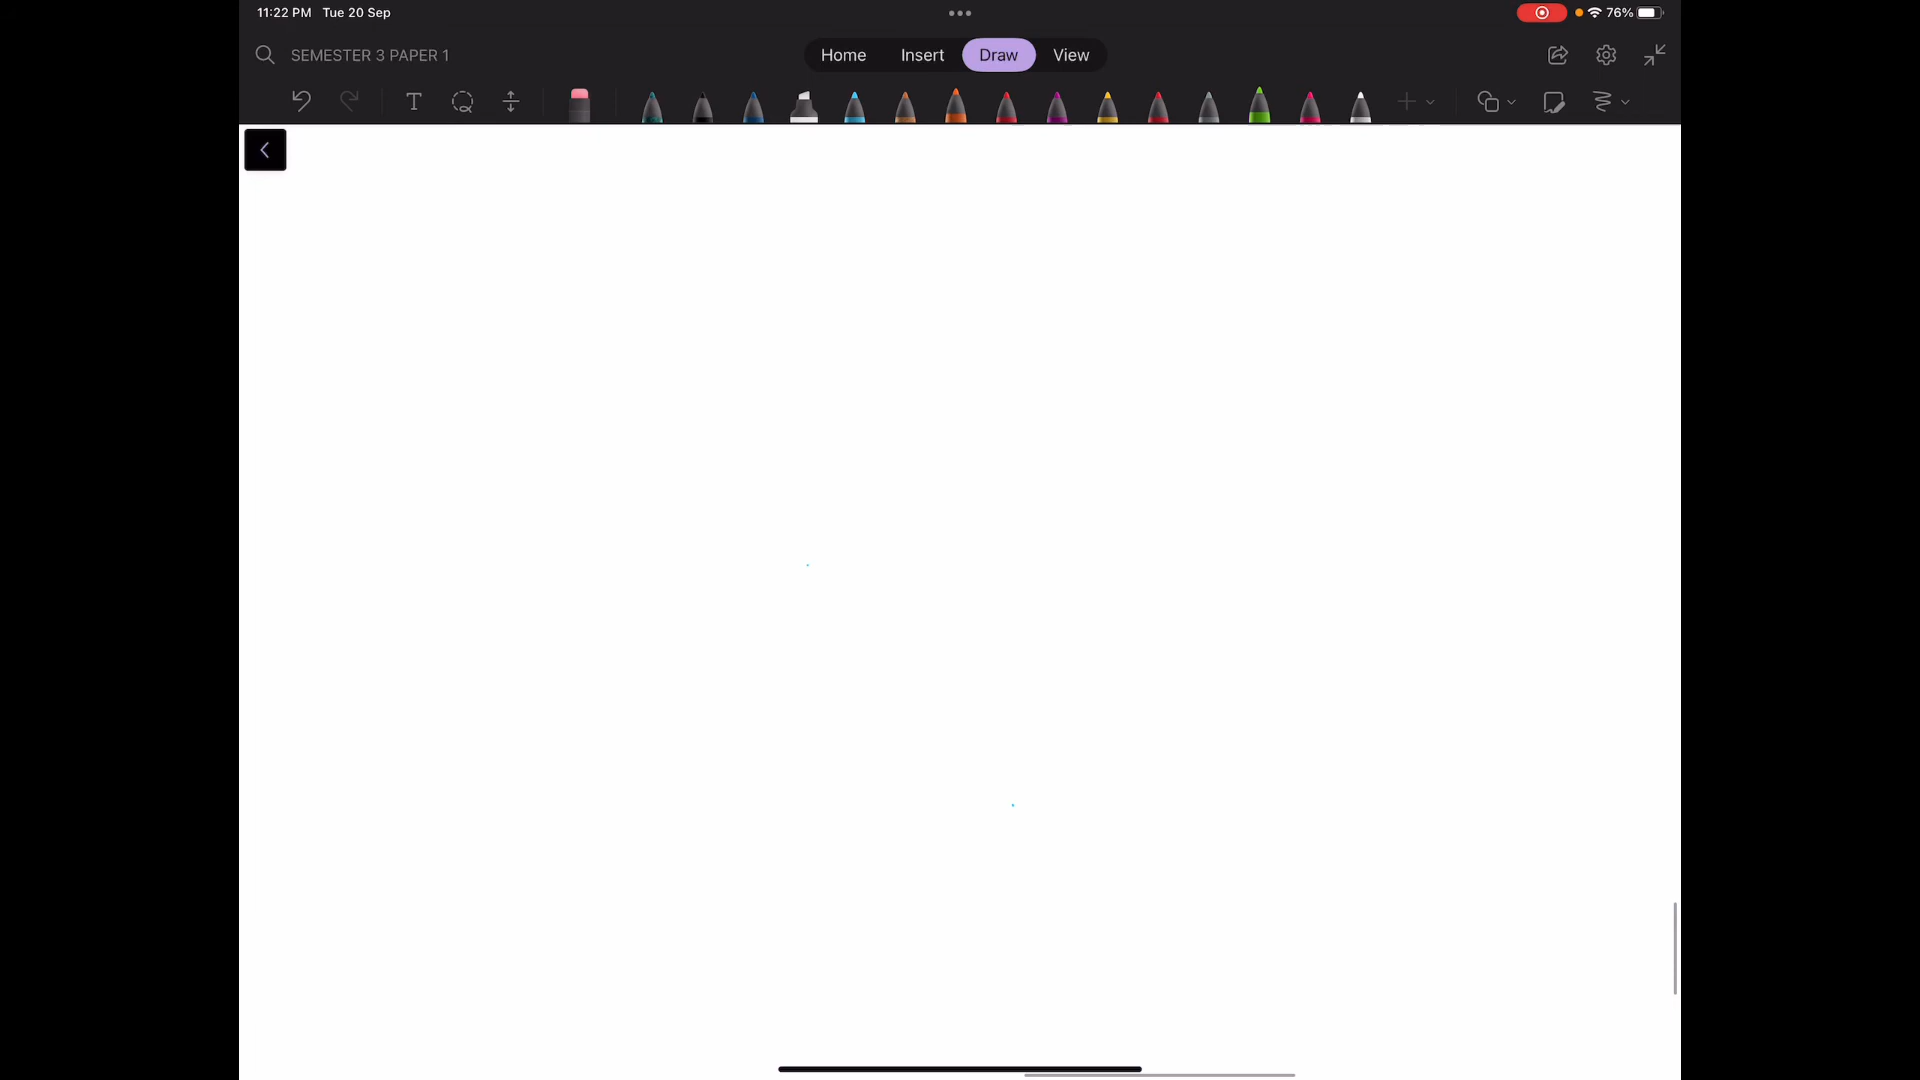 11:22 PM Tue 20 Sep
76%
SEMESTER 3 PAPER 1
Home Insert Draw View
T